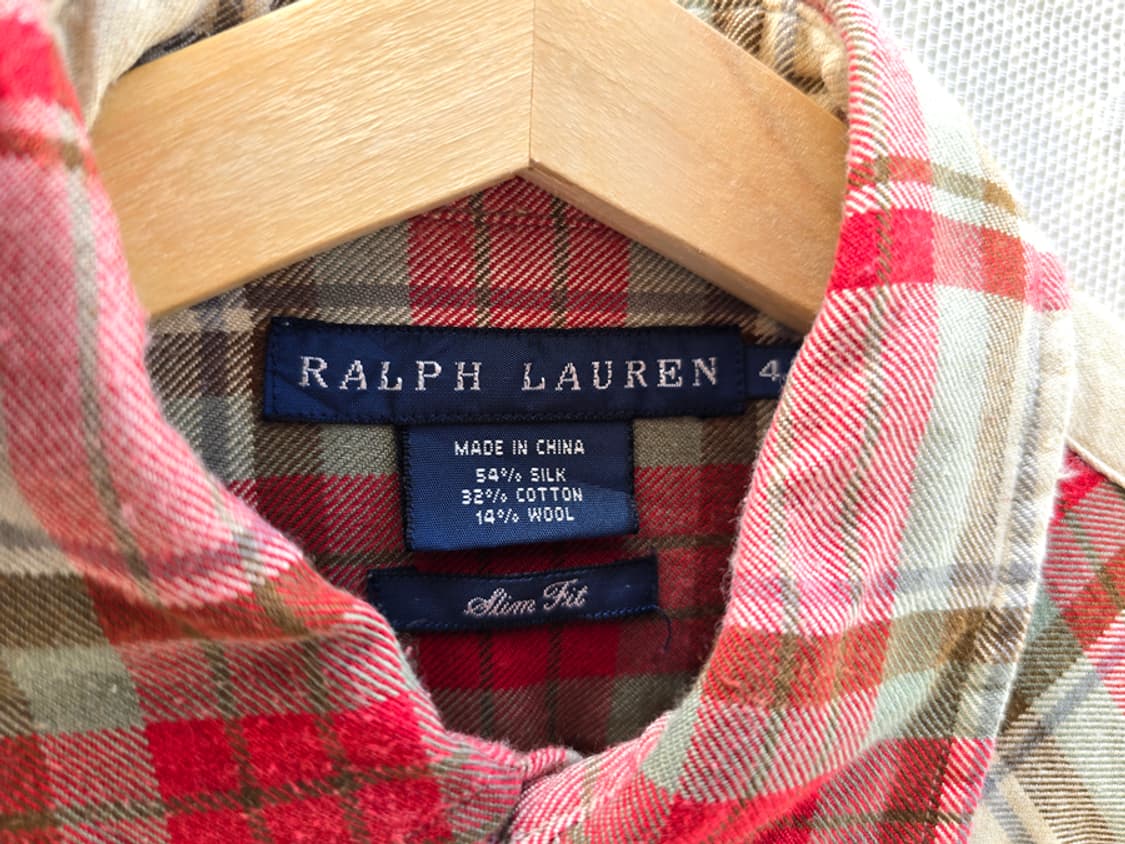 RALPH LAUREN 4
MADE IN CHINA
54% SILK
32% COTTON
14% WOOL
Slim Fit